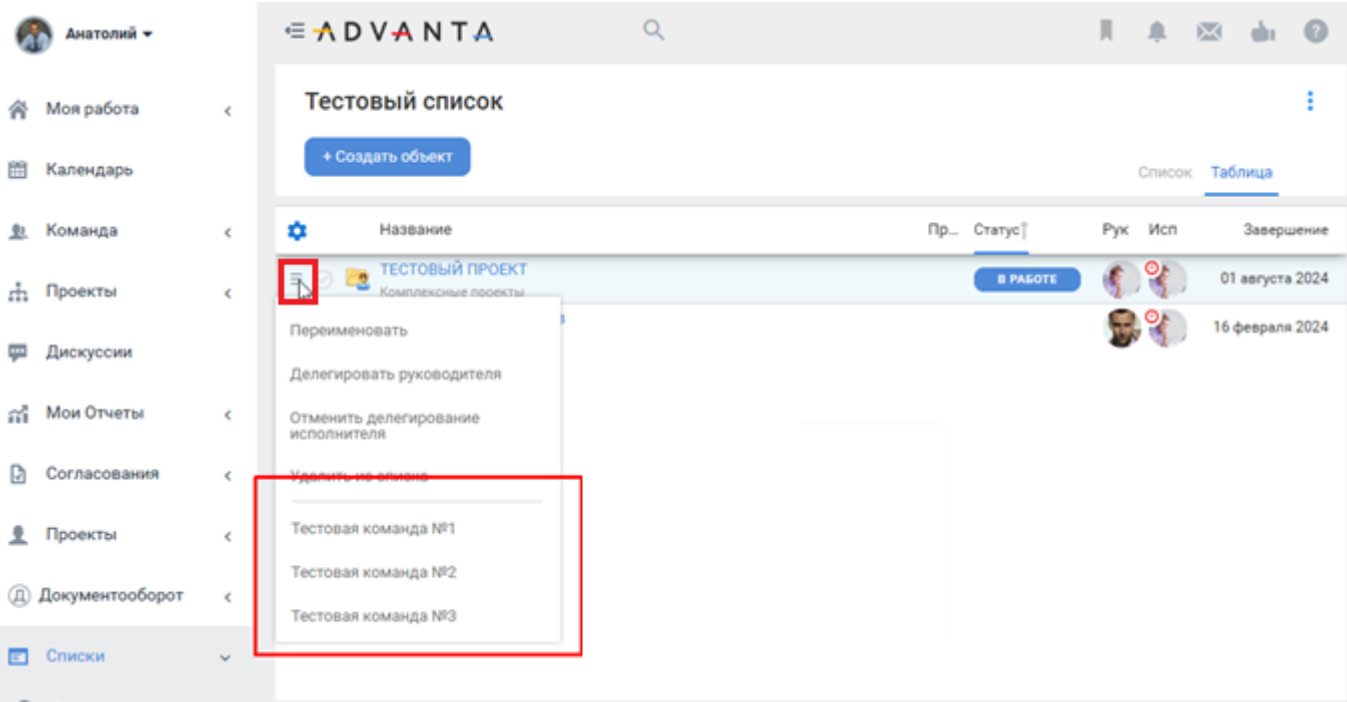 Анатолий
ADVANTA
Моя работа
Календарь
Команда
Проекты
Дискуссии
Мои Отчеты
Согласования
Проекты
Документооборот
Списки
Тестовый список
+ Создать объект
Список Таблица
Название Пр... Статус Рук Исп Завершение
ТЕСТОВЫЙ ПРОЕКТ
Комплексные проекты
В РАБОТЕ
01 августа 2024
16 февраля 2024
Переименовать
Делегировать руководителя
Отменить делегирование
исполнителя
Удалить из списка
Тестовая команда №1
Тестовая команда №2
Тестовая команда №3